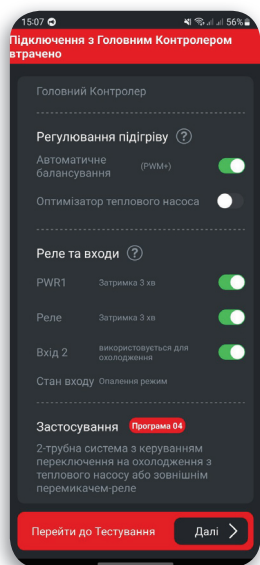 15:07
56%
Підключення з Головним Контролером
втрачено
Головний Контролер
Регулювання підігріву ?
Автоматичне
балансування
(PWM+)
Оптимізатор теплового насоса
Реле та входи ?
PWR1
Затримка 3 хв
Реле
Затримка 3 хв
Вхід 2
використовується для
охолодження
Стан входу Опалення режим
Застосування Програма 04
2-трубна система з керуванням
переключення на охолодження з
теплового насосу або зовнішнім
перемикачем-реле
Перейти до Тестування
Далі